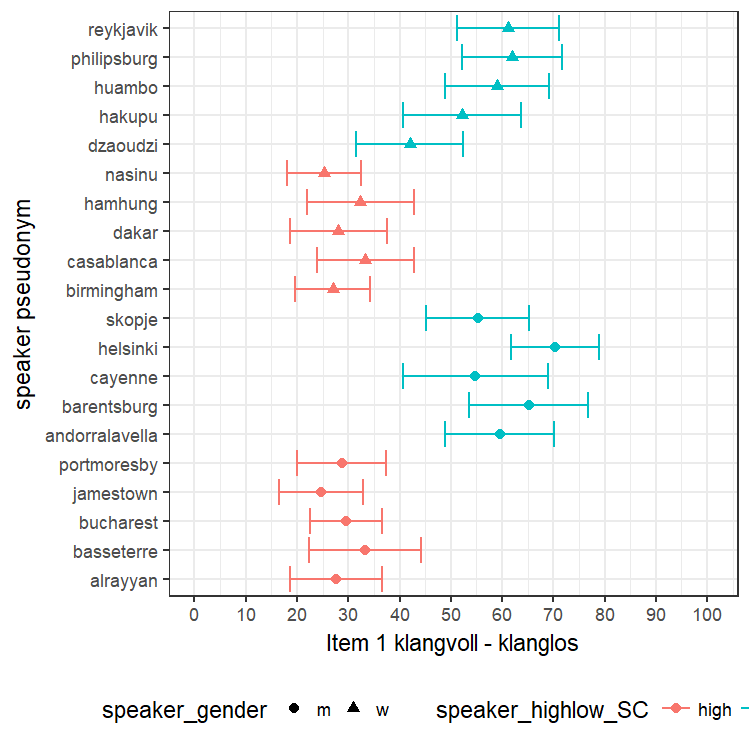 reykjavik
philipsburg
huambo
hakupu
dzaoudzi
nasinu
hamhung
dakar
casablanca
birmingham
skopje
helsinki
cayenne
barentsburg
andorralavella
portmoresby
jamestown
bucharest
basseterre
alrayyan
speaker pseudonym
0 10 20 30 40 50 60 70 80 90 100
Item 1 klangvoll - klanglos
speaker_gender m w speaker_highlow_SC high